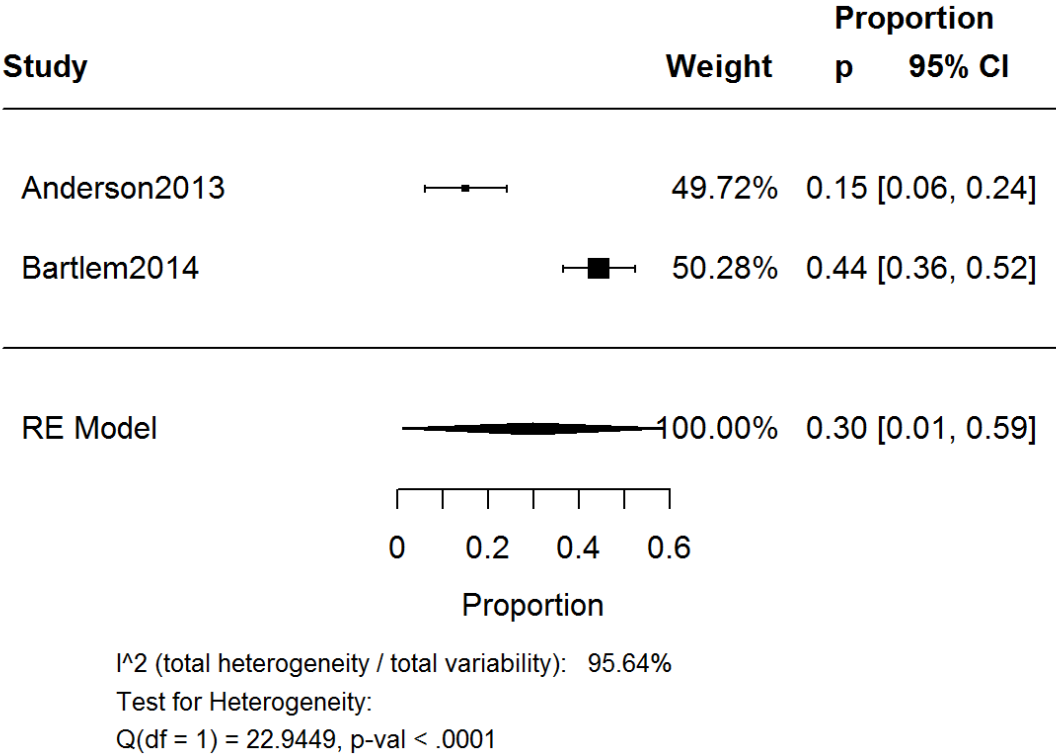 Proportion
Study Weight p 95% CI
Anderson2013 49.72% 0.15 [0.06, 0.24]
Bartlem2014 50.28% 0.44 [0.36, 0.52]
RE Model 100.00% 0.30 [0.01, 0.59]
0 0.2 0.4 0.6
Proportion
I^2 (total heterogeneity / total variability): 95.64%
Test for Heterogeneity:
Q(df = 1) = 22.9449, p-val < .0001